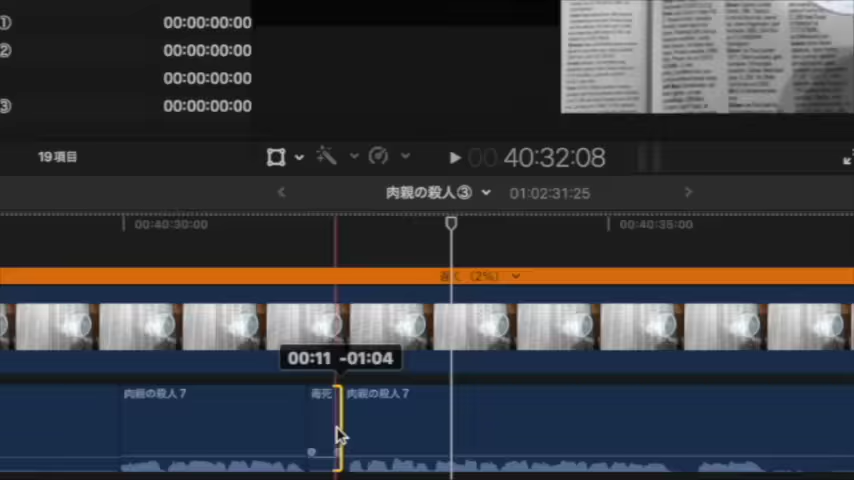 ① 00:00:00:00
② 00:00:00:00
00:00:00:00
③ 00:00:00:00
19項目
00 40:32:08
肉親の殺人③ 01:02:31:25
00:40:30:00 00:40:35:00
遅く (2%)
00:11 -01:04
肉親の殺人7 毒死 肉親の殺人7